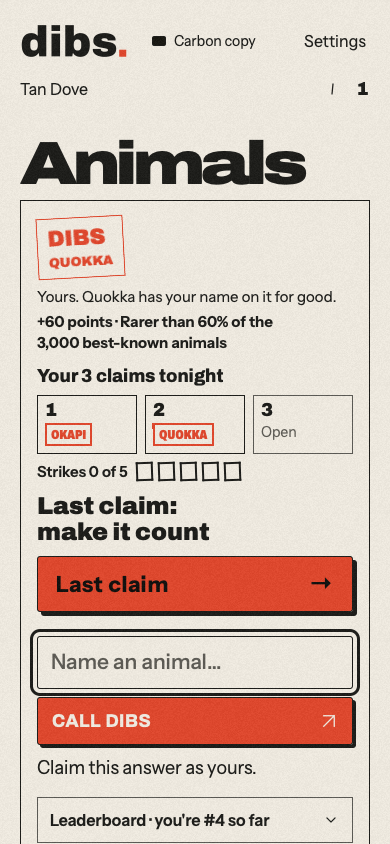 dibs.
Carbon copy
Settings
Tan Dove
1
Animals
DIBS
QUOKKA
Yours. Quokka has your name on it for good.
+60 points · Rarer than 60% of the
3,000 best-known animals
Your 3 claims tonight
1
OKAPI
2
QUOKKA
3
Open
Strikes 0 of 5
Last claim:
make it count
Last claim →
Name an animal...
CALL DIBS
Claim this answer as yours.
Leaderboard · you're #4 so far